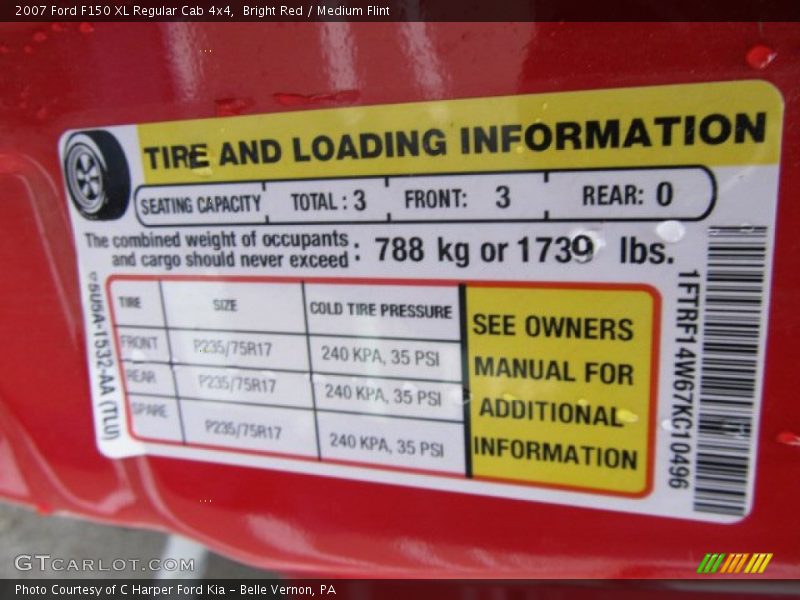 2007 Ford F150 XL Regular Cab 4x4,  Bright Red / Medium Flint
TIRE AND LOADING INFORMATION
SEATING CAPACITY TOTAL : 3 FRONT: 3 REAR: 0
The combined weight of occupants
and cargo should never exceed : 788 kg or 1739 lbs.
TIRE SIZE COLD TIRE PRESSURE
FRONT P235/75R17 240 KPA, 35 PSI
REAR P235/75R17 240 KPA, 35 PSI
SPARE P235/75R17 240 KPA, 35 PSI
SEE OWNERS
MANUAL FOR
ADDITIONAL
INFORMATION
1FTRF14W67KC10496
GTCARLOT.COM
Photo Courtesy of C Harper Ford Kia – Belle Vernon, PA